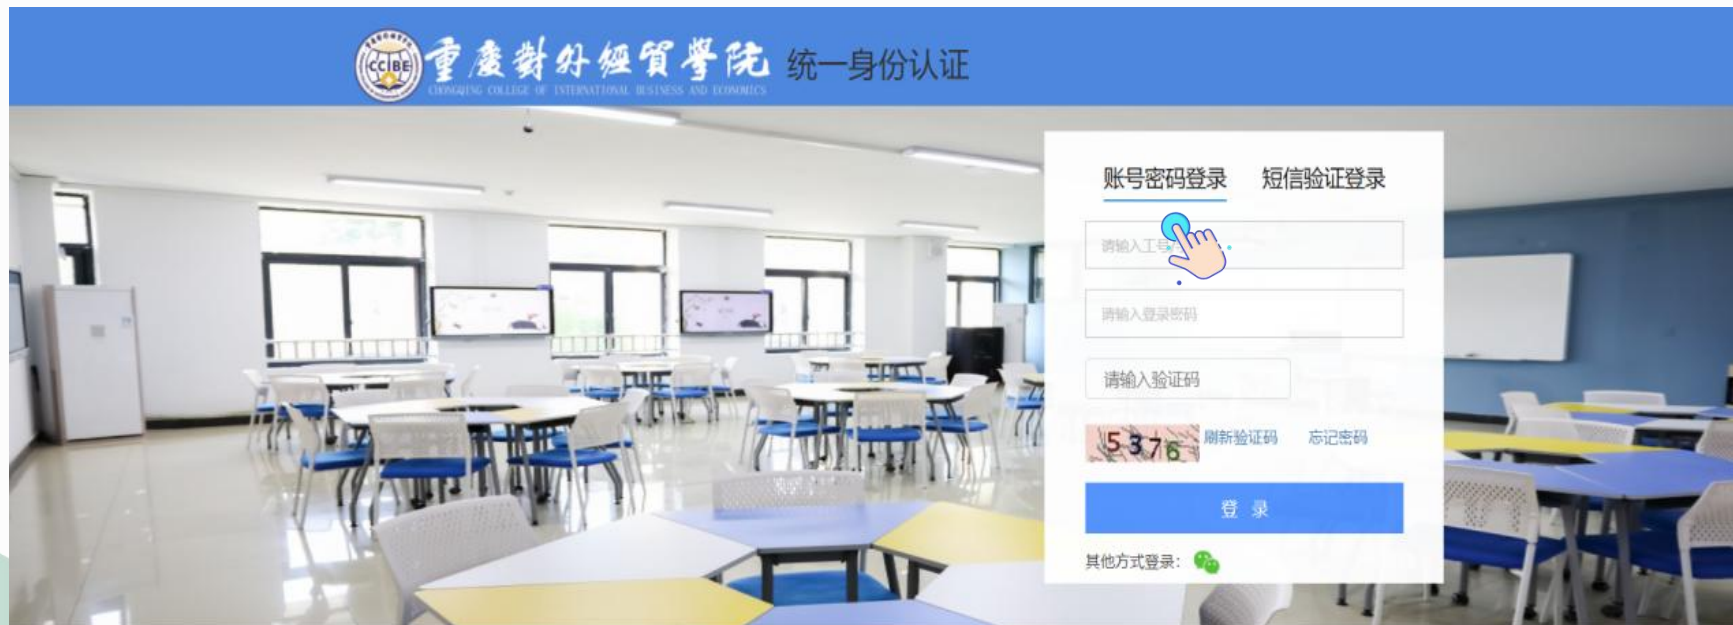 CCIBE
重慶對外經貿學院 统一身份认证
CHONGQING COLLEGE OF INTERNATIONAL BUSINESS AND ECONOMICS
账号密码登录 短信验证登录
请输入工号
请输入登录密码
请输入验证码
5376 刷新验证码 忘记密码
登 录
其他方式登录：